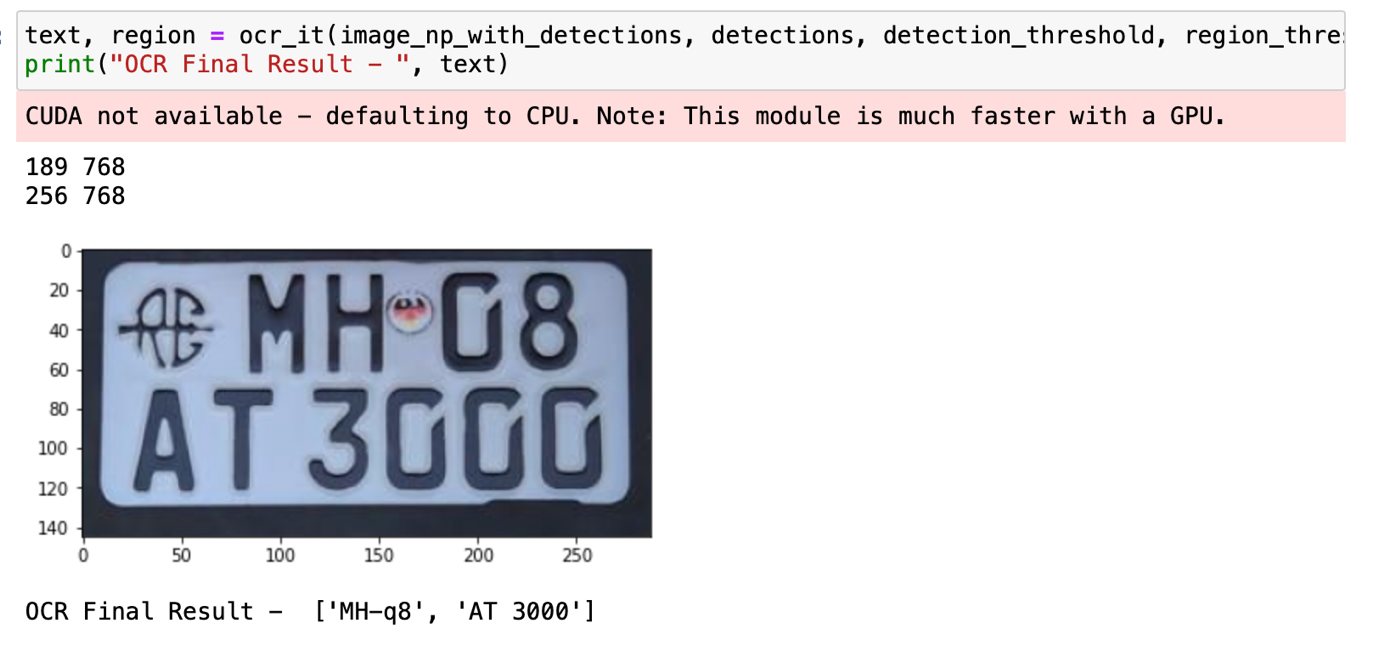 text, region = ocr_it(image_np_with_detections, detections, detection_threshold, region_thre
print("OCR Final Result - ", text)
CUDA not available - defaulting to CPU. Note: This module is much faster with a GPU.
189 768
256 768
0
20
40
60
80
100
120
140
MH 08
AT 3000
0 50 100 150 200 250
OCR Final Result -  ['MH-q8', 'AT 3000']